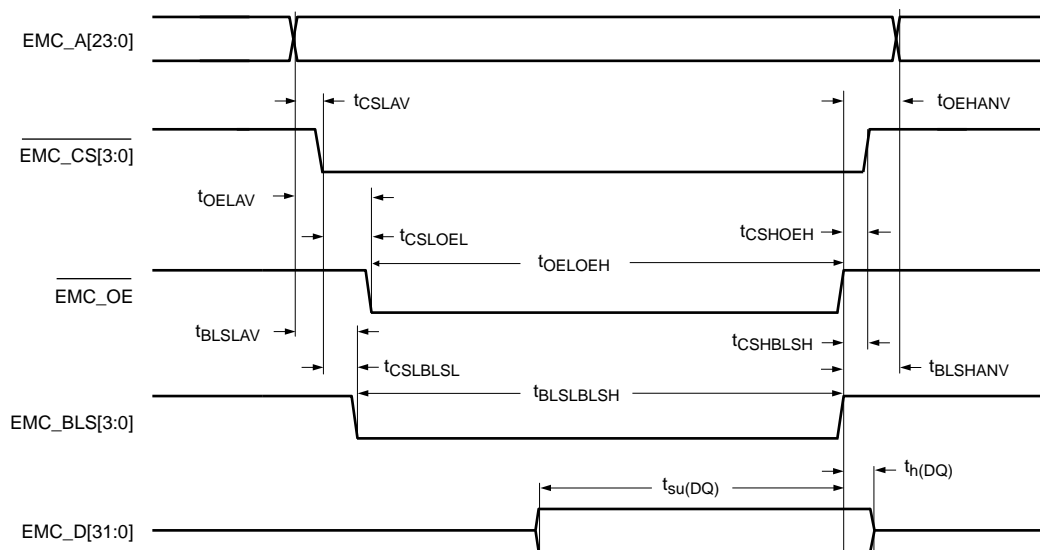 EMC_A[23:0]
tCSLAV
tOEHANV
EMC_CS[3:0]
tOELAV
tCSLOEL
tCSHOEH
tOELOEH
EMC_OE
tBLSLAV
tCSHBLSH
tCSLBLSL
tBLSHANV
tBLSLBLSH
EMC_BLS[3:0]
th(DQ)
tsu(DQ)
EMC_D[31:0]